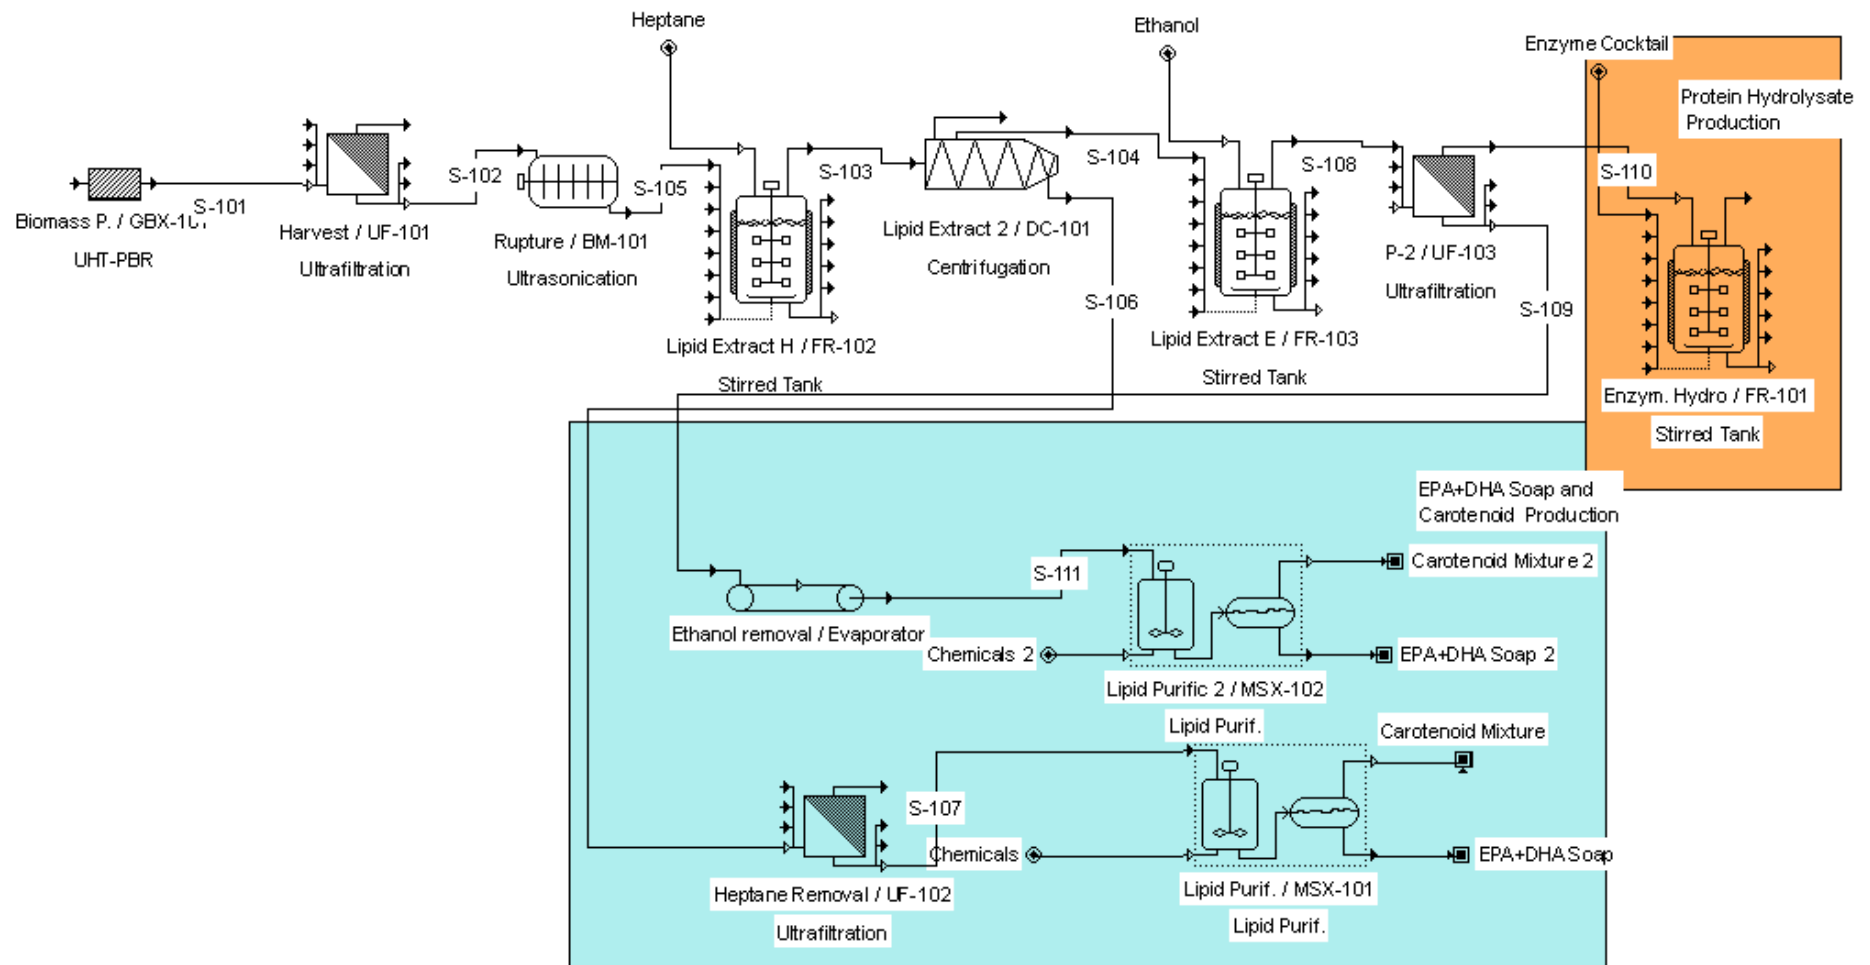 Heptane
Ethanol
Enzyme Cocktail
Protein Hydrolysate
Production
S-101
S-102
S-105
S-103
S-104
S-108
S-110
Biomass P. / GBX-101
UHT-PBR
Harvest / UF-101
Ultrafiltration
Rupture / BM-101
Ultrasonication
Lipid Extract H / FR-102
Stirred Tank
Lipid Extract 2 / DC-101
Centrifugation
S-106
Lipid Extract E / FR-103
Stirred Tank
P-2 / UF-103
Ultrafiltration
S-109
Enzym. Hydro / FR-101
Stirred Tank
EPA+DHA Soap and
Carotenoid Production
S-111
Carotenoid Mixture 2
Ethanol removal / Evaporator
Chemicals 2
EPA+DHA Soap 2
Lipid Purific 2 / MSX-102
Lipid Purif.
Carotenoid Mixture
S-107
Chemicals
EPA+DHA Soap
Heptane Removal / UF-102
Ultrafiltration
Lipid Purif. / MSX-101
Lipid Purif.